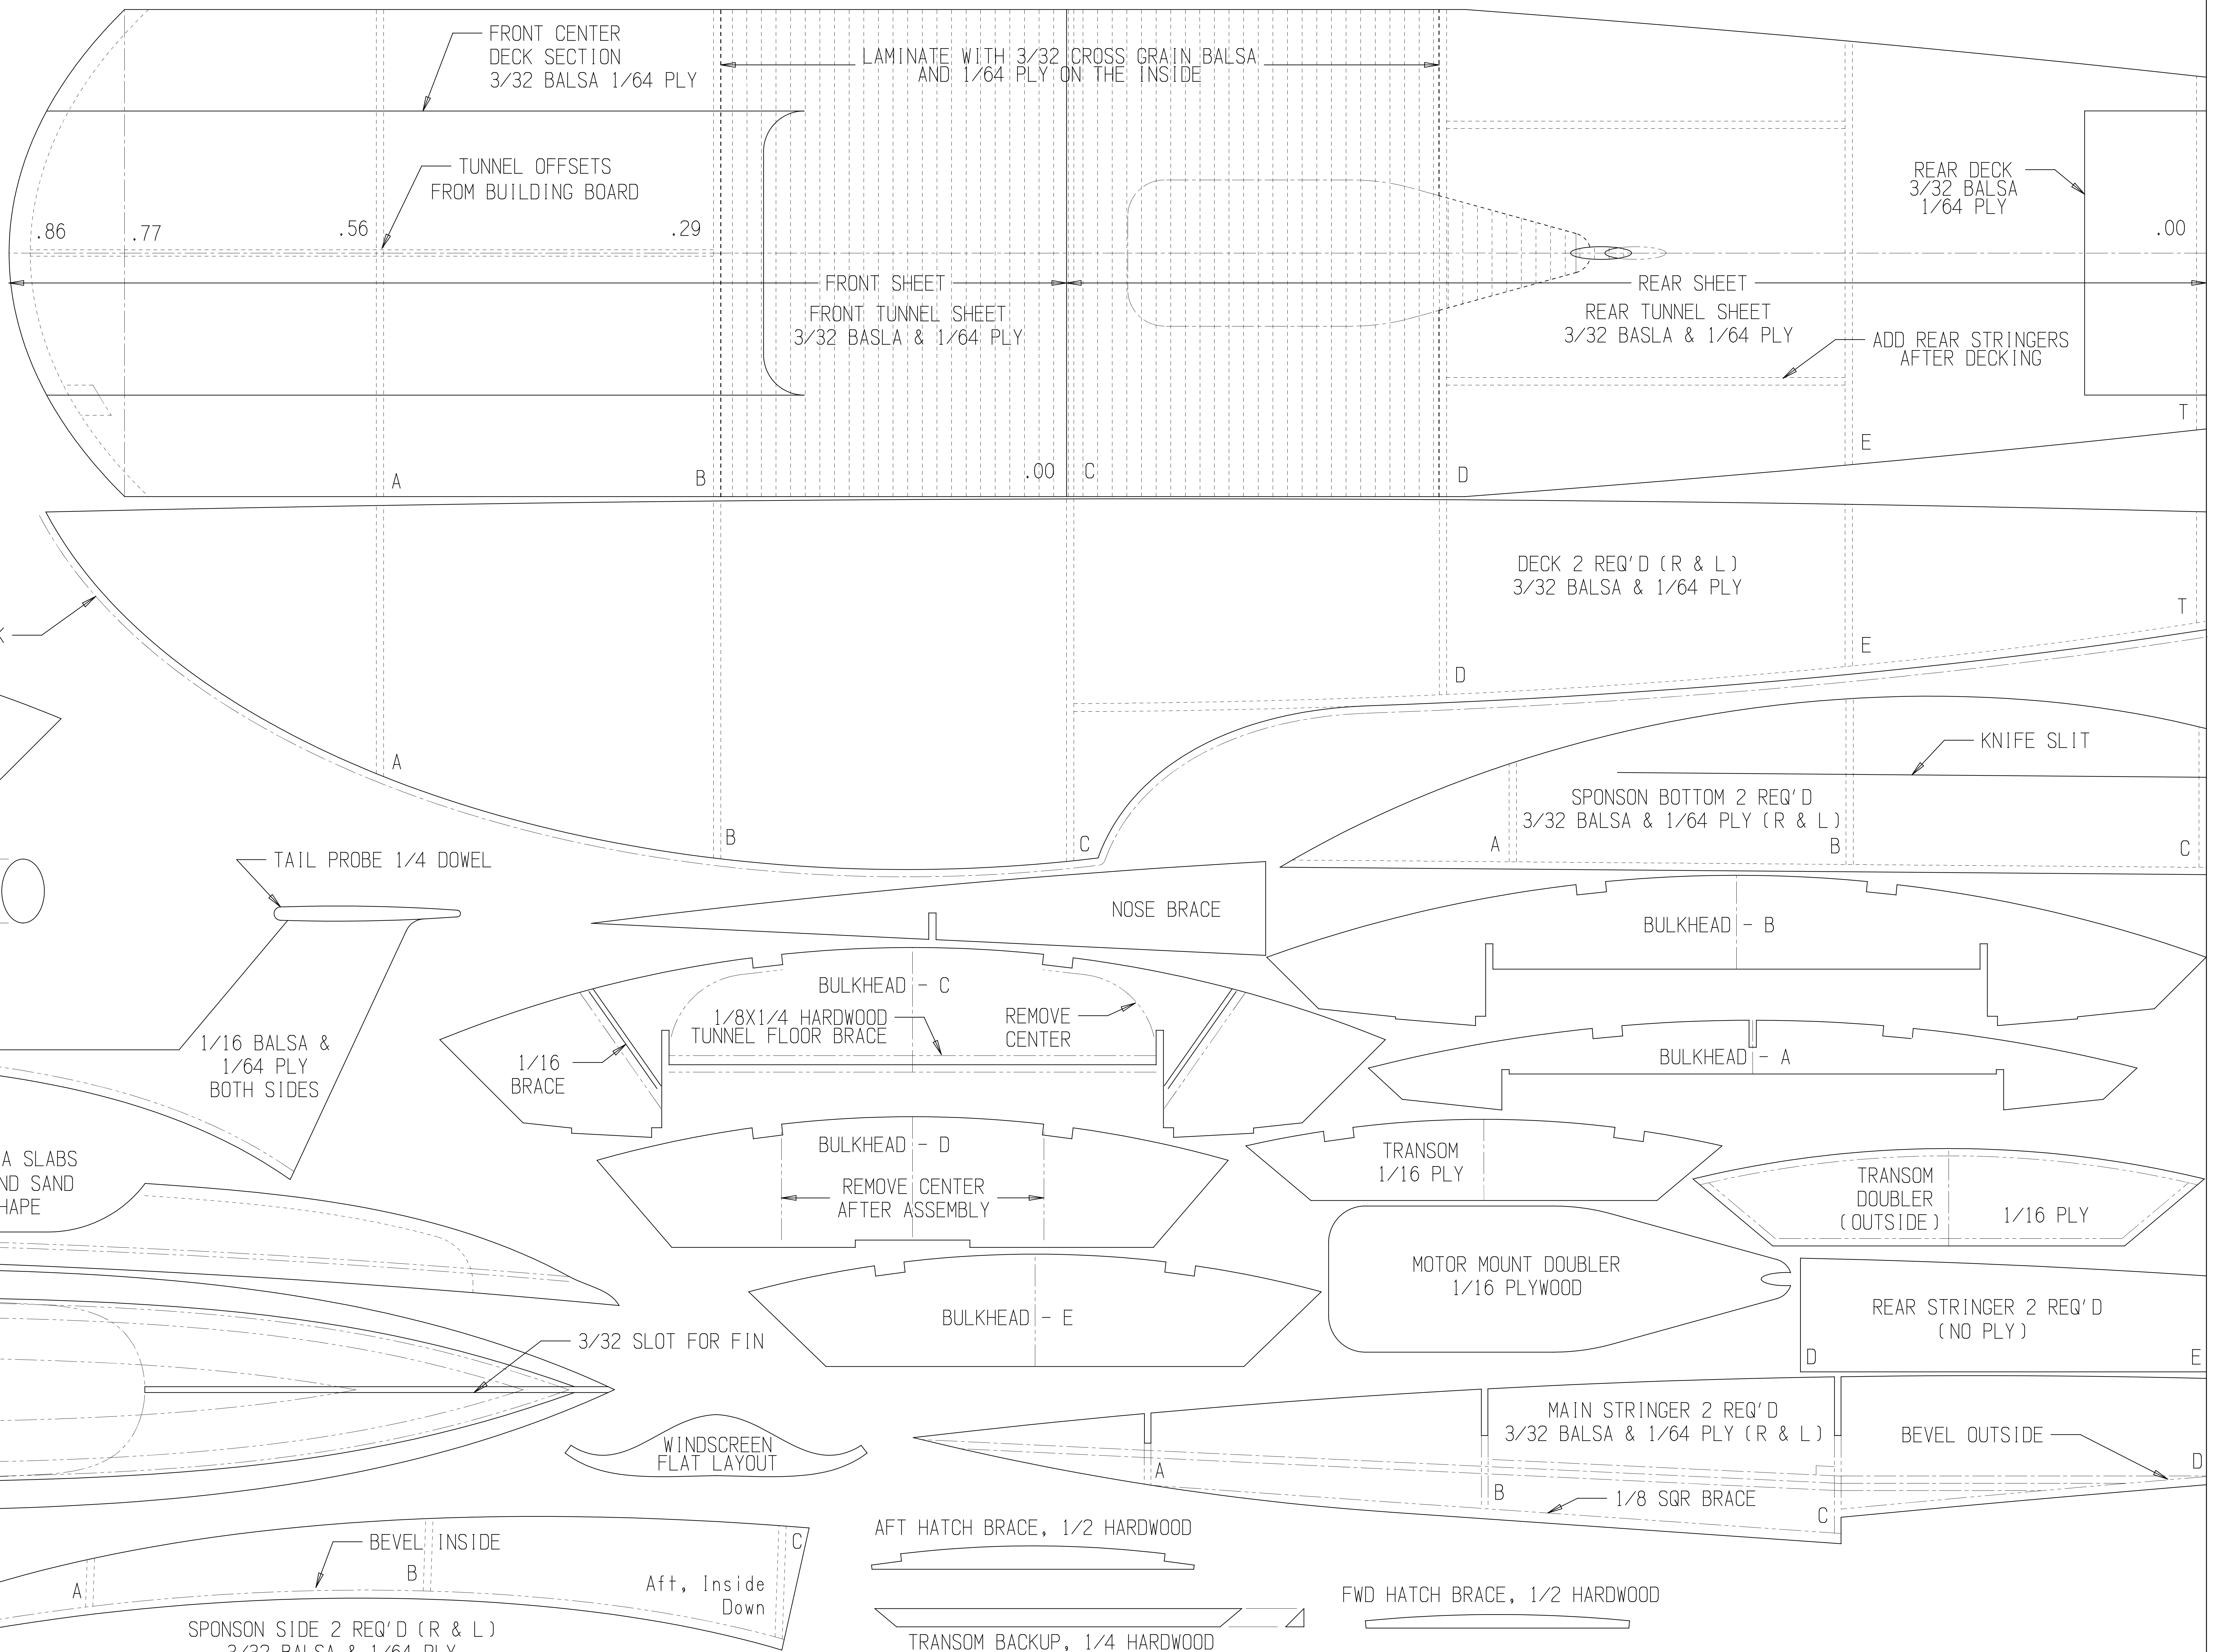 FRONT CENTER
DECK SECTION
3/32 BALSA 1/64 PLY
LAMINATE WITH 3/32 CROSS GRAIN BALSA
AND 1/64 PLY ON THE INSIDE
TUNNEL OFFSETS
FROM BUILDING BOARD
REAR DECK
3/32 BALSA
1/64 PLY
.86
.77
.56
.29
.00
FRONT SHEET
REAR SHEET
FRONT TUNNEL SHEET
3/32 BASLA & 1/64 PLY
REAR TUNNEL SHEET
3/32 BASLA & 1/64 PLY
ADD REAR STRINGERS
AFTER DECKING
A
B
.00
C
D
E
T
DECK 2 REQ'D (R & L)
3/32 BALSA & 1/64 PLY
K
A
B
C
D
E
T
KNIFE SLIT
SPONSON BOTTOM 2 REQ'D
3/32 BALSA & 1/64 PLY (R & L)
A
B
C
TAIL PROBE 1/4 DOWEL
NOSE BRACE
BULKHEAD - B
BULKHEAD - C
1/8X1/4 HARDWOOD
TUNNEL FLOOR BRACE
REMOVE
CENTER
1/16
BRACE
1/16 BALSA &
1/64 PLY
BOTH SIDES
BULKHEAD - A
A SLABS
ND SAND
HAPE
BULKHEAD - D
REMOVE CENTER
AFTER ASSEMBLY
TRANSOM
1/16 PLY
TRANSOM
DOUBLER
(OUTSIDE)
1/16 PLY
MOTOR MOUNT DOUBLER
1/16 PLYWOOD
BULKHEAD - E
REAR STRINGER 2 REQ'D
(NO PLY)
D
E
3/32 SLOT FOR FIN
WINDSCREEN
FLAT LAYOUT
MAIN STRINGER 2 REQ'D
3/32 BALSA & 1/64 PLY (R & L)
BEVEL OUTSIDE
A
B
C
D
1/8 SQR BRACE
AFT HATCH BRACE, 1/2 HARDWOOD
BEVEL INSIDE
A
B
C
Aft, Inside
Down
SPONSON SIDE 2 REQ'D (R & L)
3/32 BALSA & 1/64 PLY
FWD HATCH BRACE, 1/2 HARDWOOD
TRANSOM BACKUP, 1/4 HARDWOOD